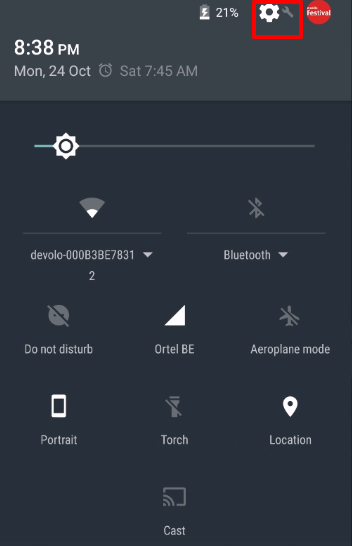 21%
Festival
8:38 PM
Mon, 24 Oct Sat 7:45 AM
devolo-000B3BE7831
2
Bluetooth
Do not disturb
Ortel BE
Aeroplane mode
Portrait
Torch
Location
Cast